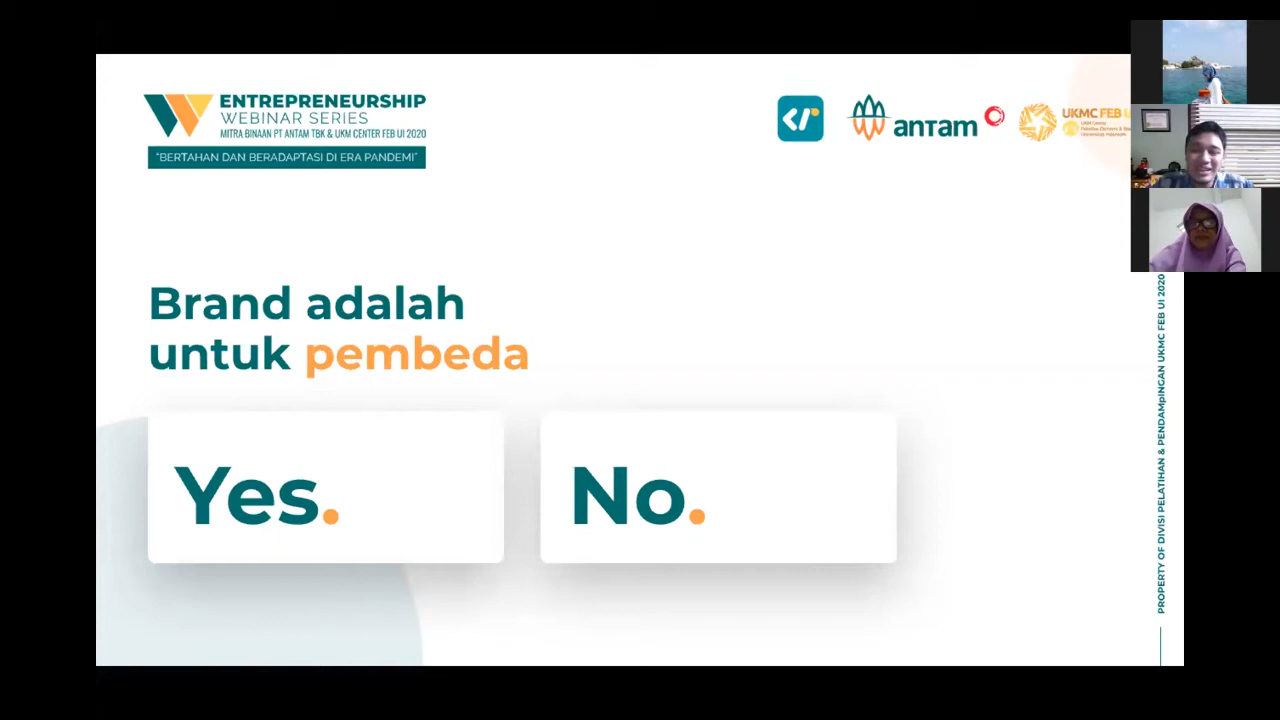 ENTREPRENEURSHIP
WEBINAR SERIES
MITRA BINAAN PT ANTAM TBK & UKM CENTER FEB UI 2020
"BERTAHAN DAN BERADAPTASI DI ERA PANDEMI"
antam
UKMC FEB U
Brand adalah
untuk pembeda
Yes.
No.
PROPERTY OF DIVISI PELATIHAN & PENDAMpINGAN UKMC FEB UI 2020